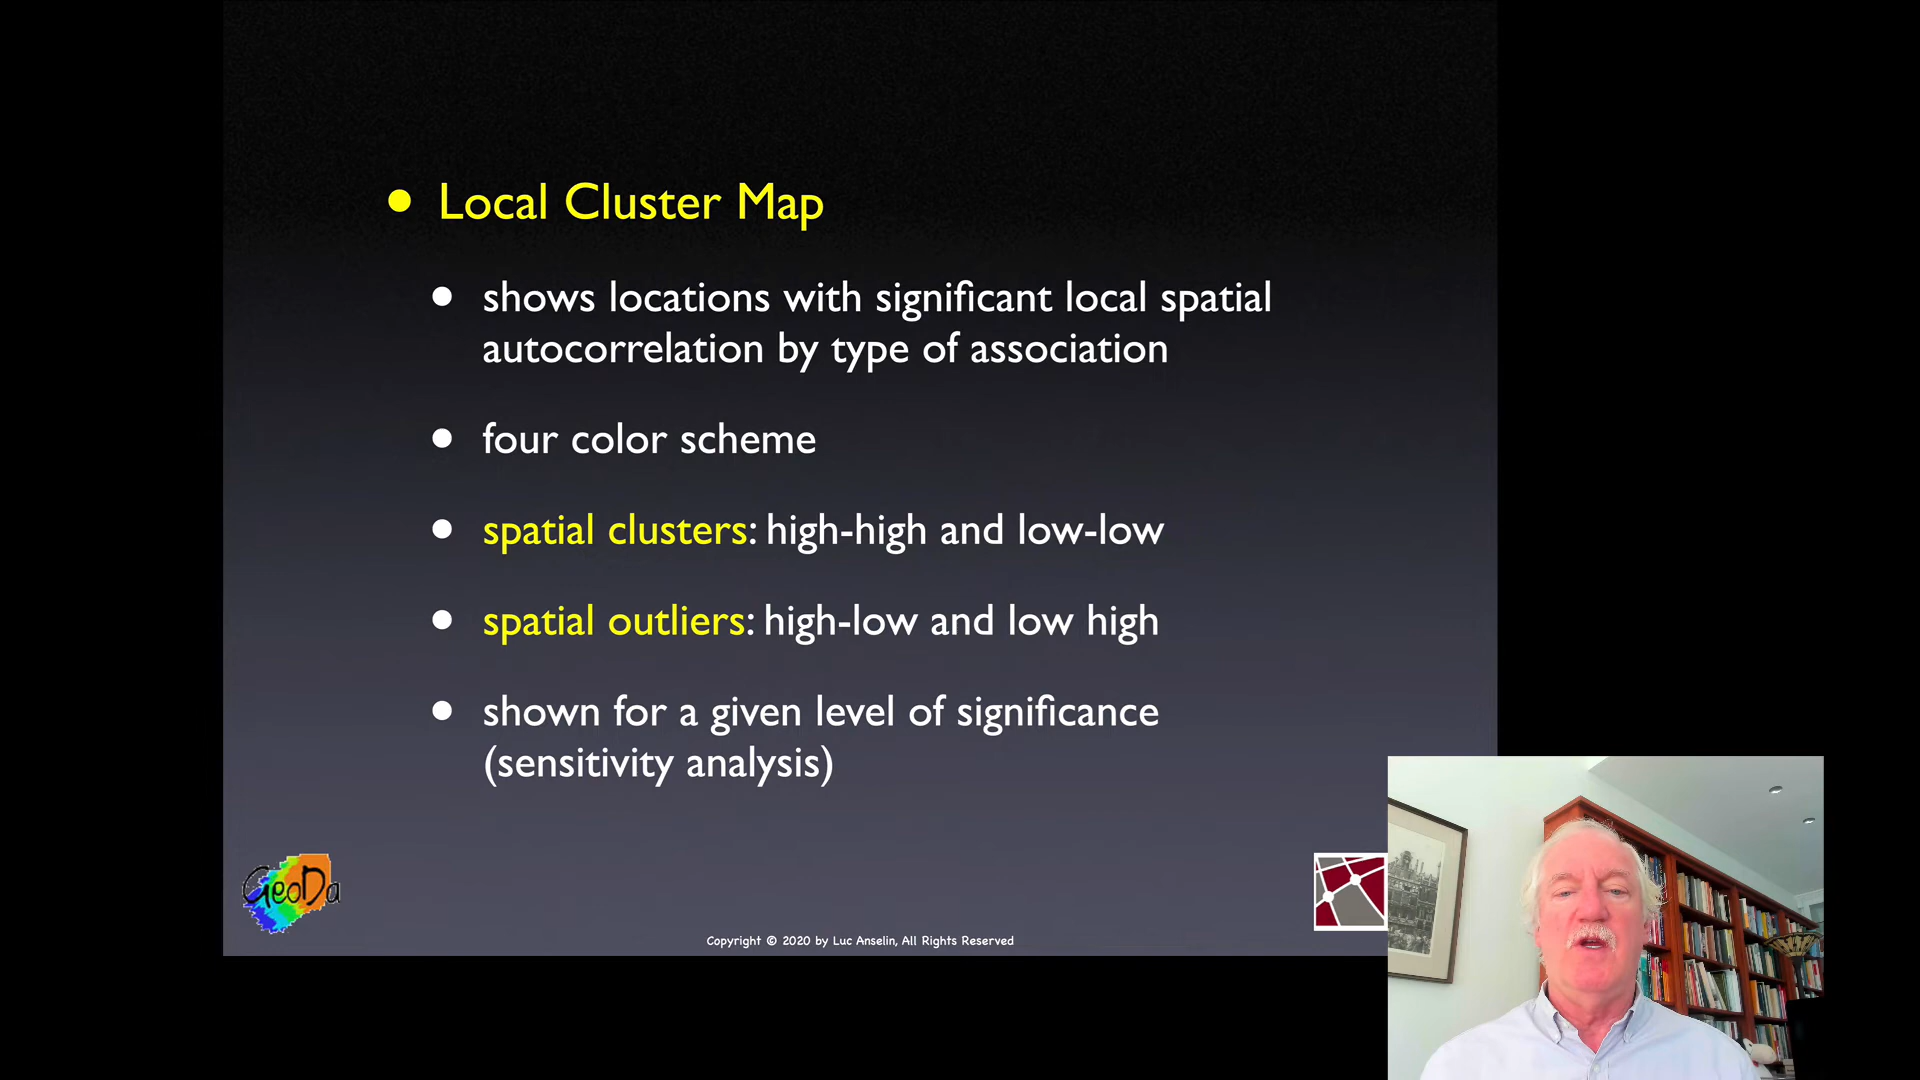 Local Cluster Map
shows locations with significant local spatial
autocorrelation by type of association
four color scheme
spatial clusters: high-high and low-low
spatial outliers: high-low and low high
shown for a given level of significance
(sensitivity analysis)
GeoDa
Copyright © 2020 by Luc Anselin, All Rights Reserved